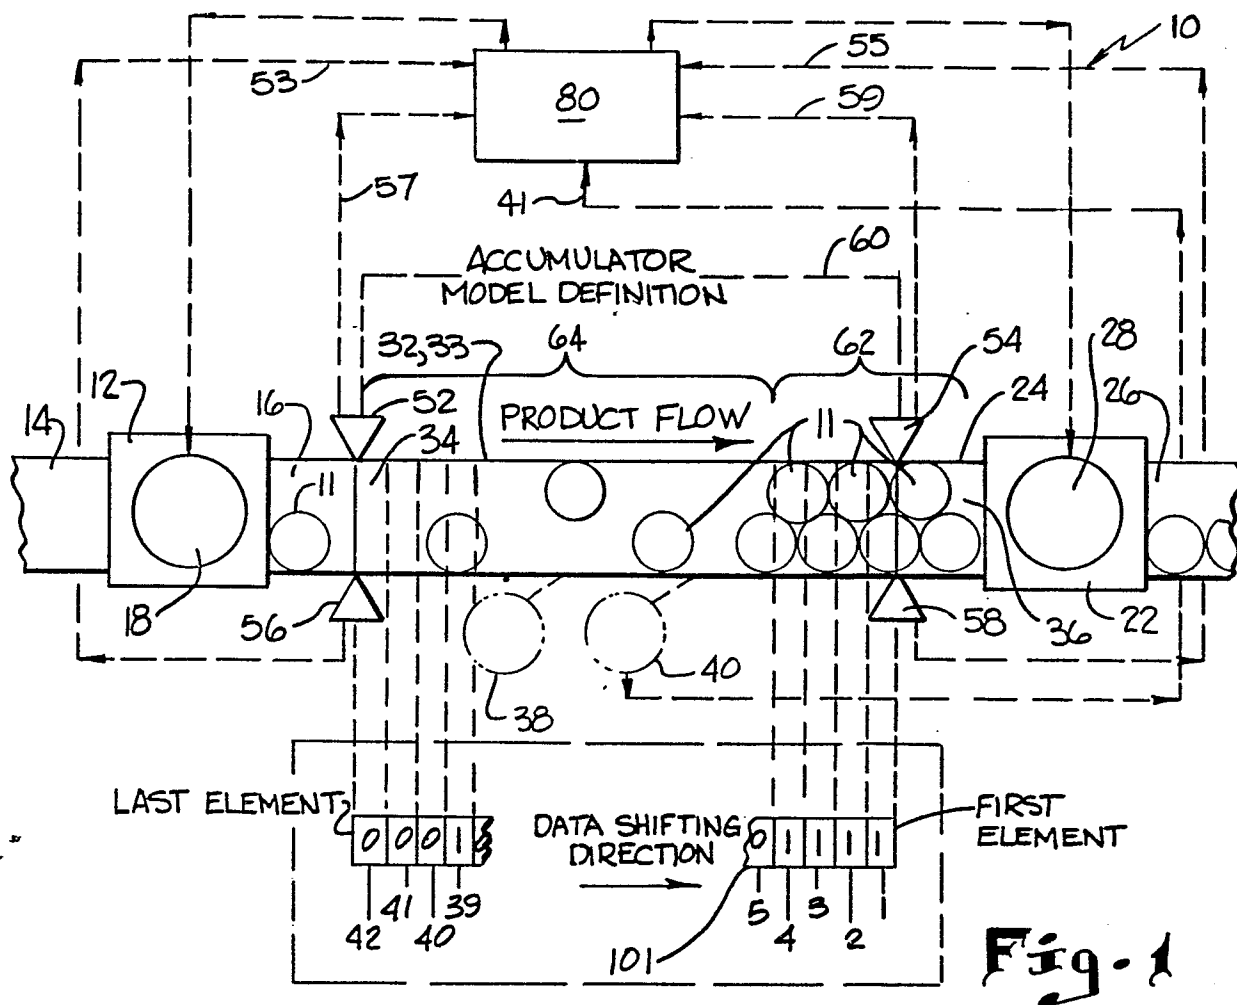 10
53
80
55
59
57
41
60
ACCUMULATOR
MODEL DEFINITION
32,33
64
62
54
28
12
14
16
52
PRODUCT FLOW
11
24
26
34
11
18
56
38
40
58
36
22
LAST ELEMENT
0 0 0 1
DATA SHIFTING
DIRECTION
0 1 1 1 1
FIRST
ELEMENT
42 41 40 39
5 4 3 2 1
101
Fig. 1